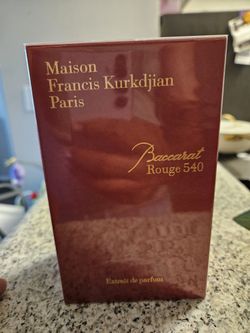 Maison
Francis Kurkdjian
Paris
Baccarat
Rouge 540
Extrait de parfum